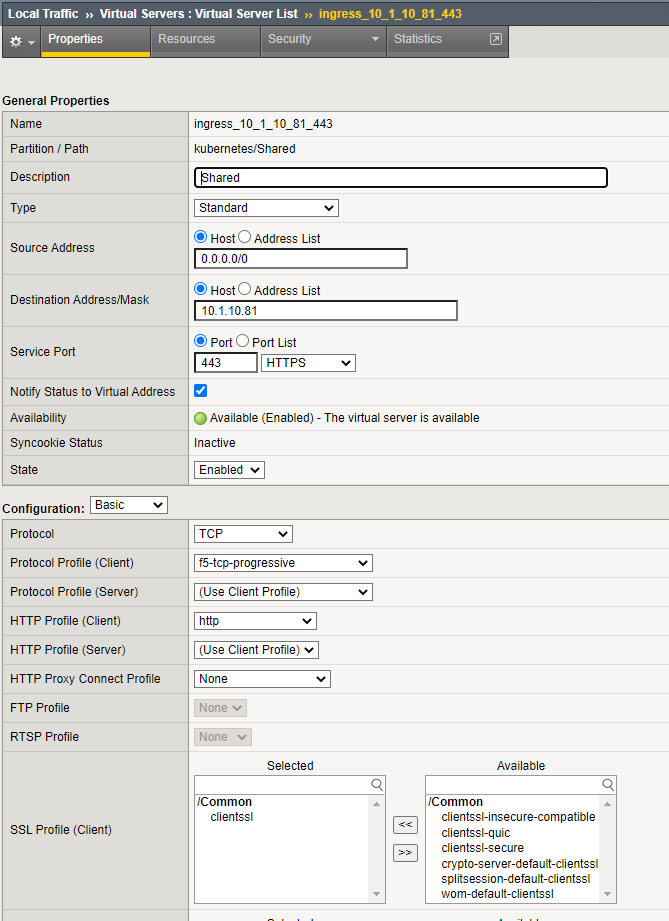 Local Traffic ›› Virtual Servers : Virtual Server List ›› ingress_10_1_10_81_443
Properties Resources Security Statistics
General Properties
Name ingress_10_1_10_81_443
Partition / Path kubernetes/Shared
Description Shared
Type Standard
Source Address Host Address List
0.0.0.0/0
Destination Address/Mask Host Address List
10.1.10.81
Service Port Port Port List
443 HTTPS
Notify Status to Virtual Address
Availability Available (Enabled) - The virtual server is available
Syncookie Status Inactive
State Enabled
Configuration: Basic
Protocol TCP
Protocol Profile (Client) f5-tcp-progressive
Protocol Profile (Server) (Use Client Profile)
HTTP Profile (Client) http
HTTP Profile (Server) (Use Client Profile)
HTTP Proxy Connect Profile None
FTP Profile None
RTSP Profile None
SSL Profile (Client)
Selected Available
/Common /Common
clientssl clientssl-insecure-compatible
clientssl-quic
<< clientssl-secure
>> crypto-server-default-clientssl
splitsession-default-clientssl
wom-default-clientssl
Selected Available